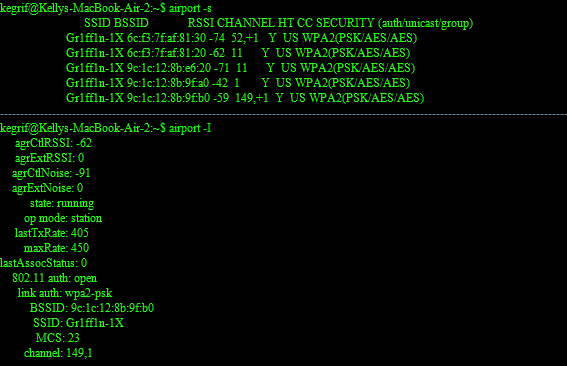 kegrif@Kellys-MacBook-Air-2:~$ airport -s
SSID BSSID RSSI CHANNEL HT CC SECURITY (auth/unicast/group)
Gr1ff1n-1X 6c:f3:7f:af:81:30 -74 52,+1 Y US WPA2(PSK/AES/AES)
Gr1ff1n-1X 6c:f3:7f:af:81:20 -62 11 Y US WPA2(PSK/AES/AES)
Gr1ff1n-1X 9c:1c:12:8b:e6:20 -71 11 Y US WPA2(PSK/AES/AES)
Gr1ff1n-1X 9c:1c:12:8b:9f:a0 -42 1 Y US WPA2(PSK/AES/AES)
Gr1ff1n-1X 9c:1c:12:8b:9f:b0 -59 149,+1 Y US WPA2(PSK/AES/AES)
kegrif@Kellys-MacBook-Air-2:~$ airport -I
agrCtlRSSI: -62
agrExtRSSI: 0
agrCtlNoise: -91
agrExtNoise: 0
state: running
op mode: station
lastTxRate: 405
maxRate: 450
lastAssocStatus: 0
802.11 auth: open
link auth: wpa2-psk
BSSID: 9c:1c:12:8b:9f:b0
SSID: Gr1ff1n-1X
MCS: 23
channel: 149,1